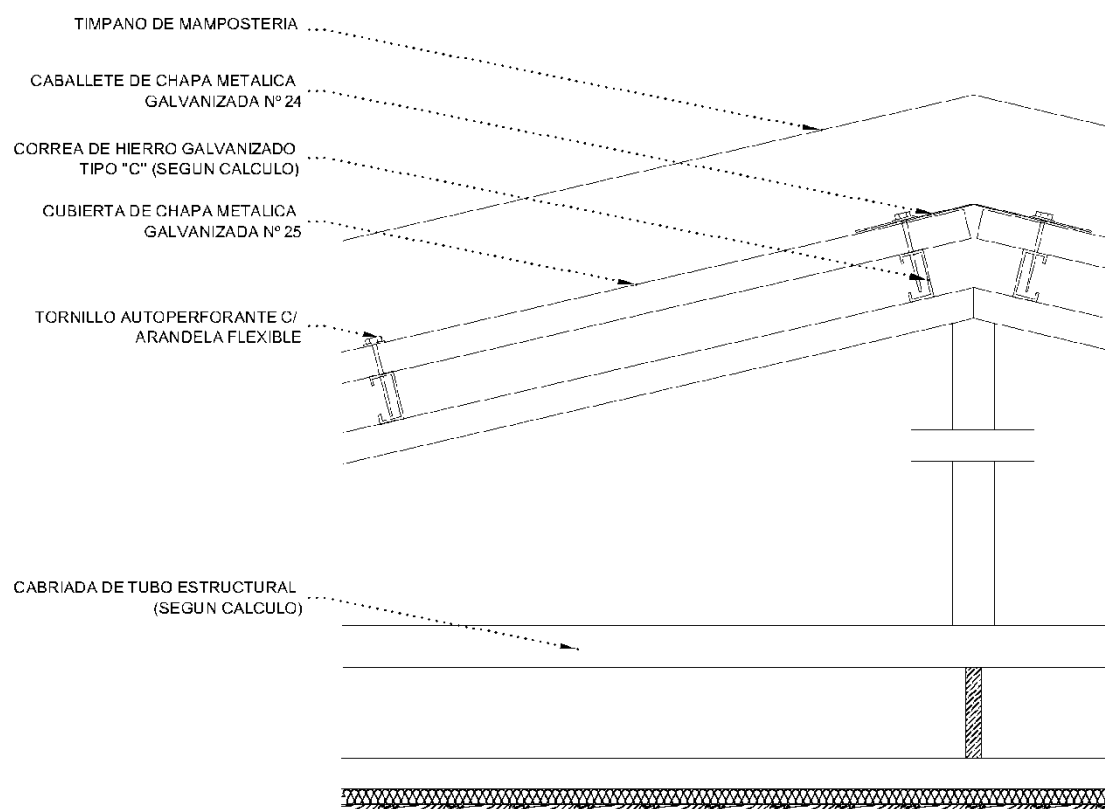 TIMPANO DE MAMPOSTERIA
CABALLETE DE CHAPA METALICA
GALVANIZADA Nº 24
CORREA DE HIERRO GALVANIZADO
TIPO "C" (SEGUN CALCULO)
CUBIERTA DE CHAPA METALICA
GALVANIZADA Nº 25
TORNILLO AUTOPERFORANTE C/
ARANDELA FLEXIBLE
CABRIADA DE TUBO ESTRUCTURAL
(SEGUN CALCULO)